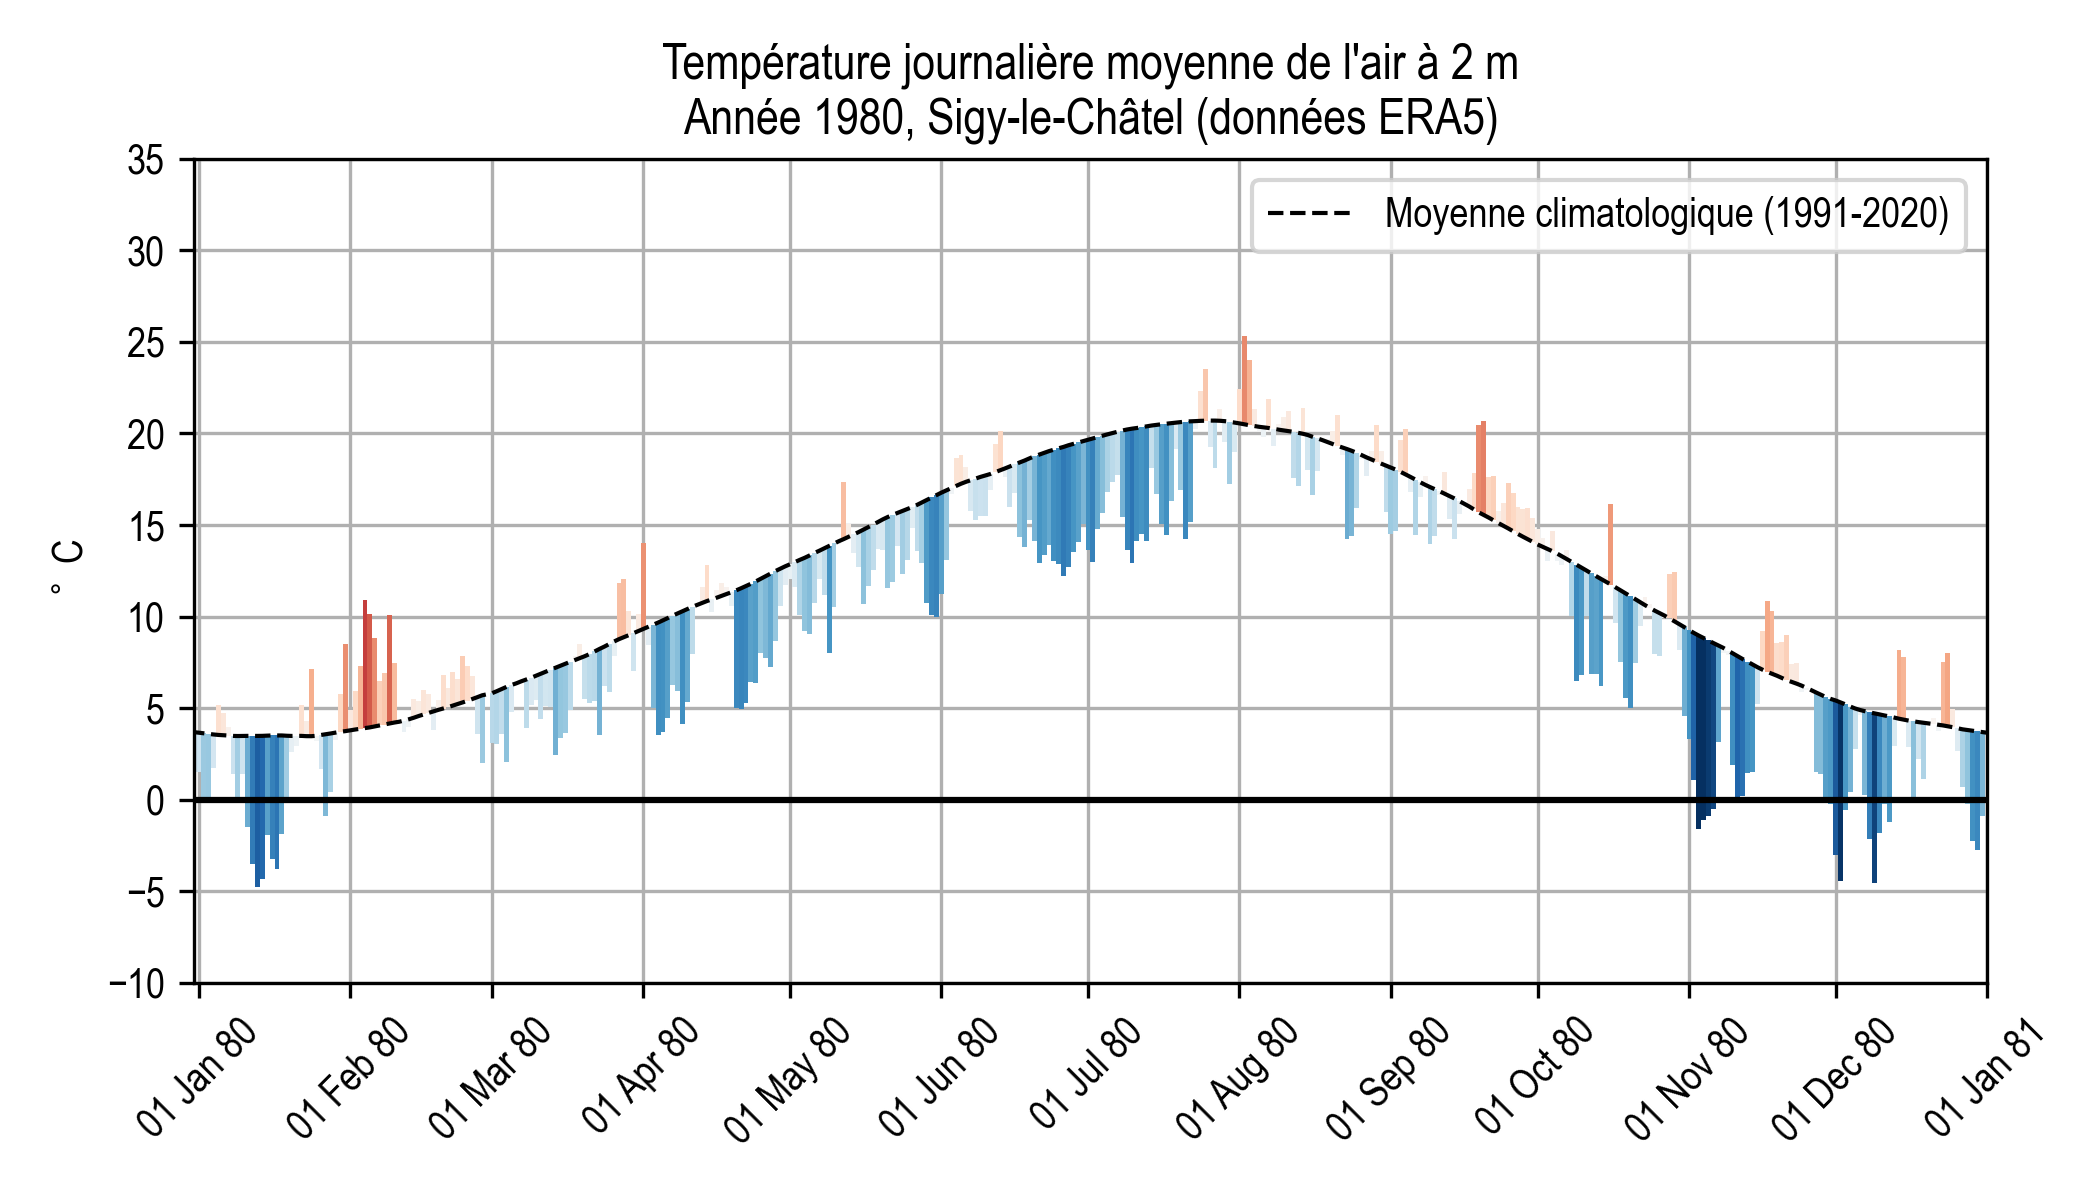 Température journalière moyenne de l'air à 2 m
Année 1980, Sigy-le-Châtel (données ERA5)
35
30
25
20
15
10
5
0
−5
−10
° C
Moyenne climatologique (1991-2020)
01 Jan 80
01 Feb 80
01 Mar 80
01 Apr 80
01 May 80
01 Jun 80
01 Jul 80
01 Aug 80
01 Sep 80
01 Oct 80
01 Nov 80
01 Dec 80
01 Jan 81